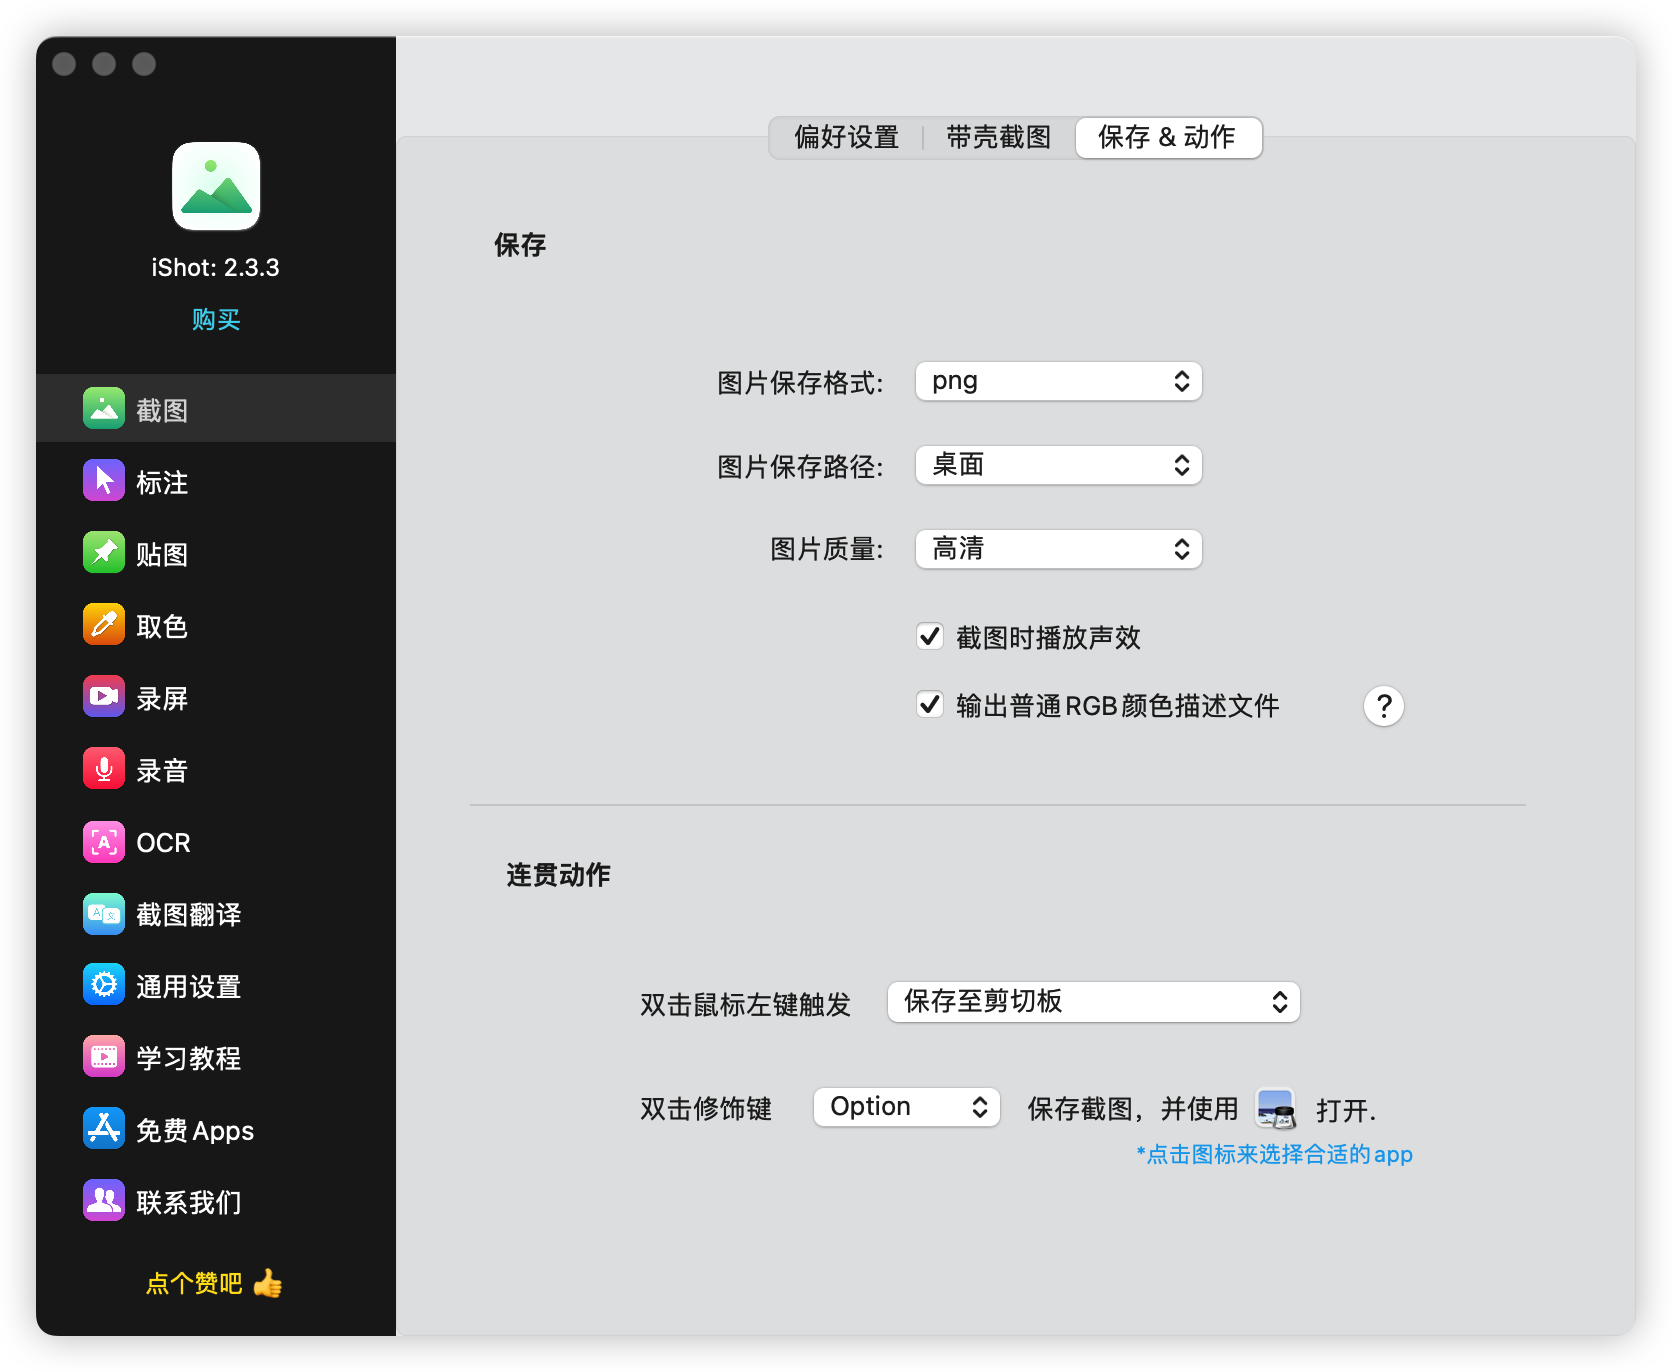 iShot: 2.3.3
购买
截图
标注
贴图
取色
录屏
录音
OCR
截图翻译
通用设置
学习教程
免费Apps
联系我们
点个赞吧 👍
偏好设置 带壳截图 保存 & 动作
保存
图片保存格式: png
图片保存路径: 桌面
图片质量: 高清
截图时播放声效
输出普通RGB颜色描述文件 ?
连贯动作
双击鼠标左键触发 保存至剪切板
双击修饰键 Option 保存截图，并使用 打开.
*点击图标来选择合适的app